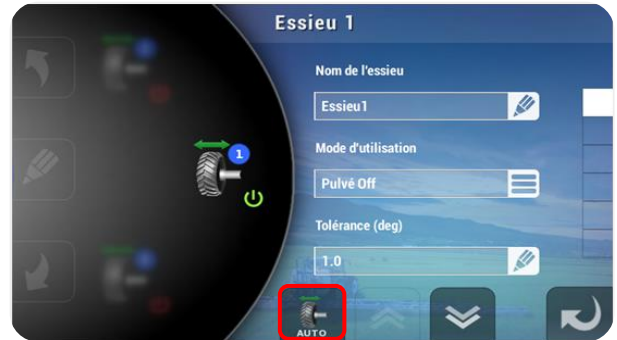 Essieu 1
Nom de l'essieu
Essieu1
1
Mode d'utilisation
Pulvé Off
Tolérance (deg)
1.0
AUTO